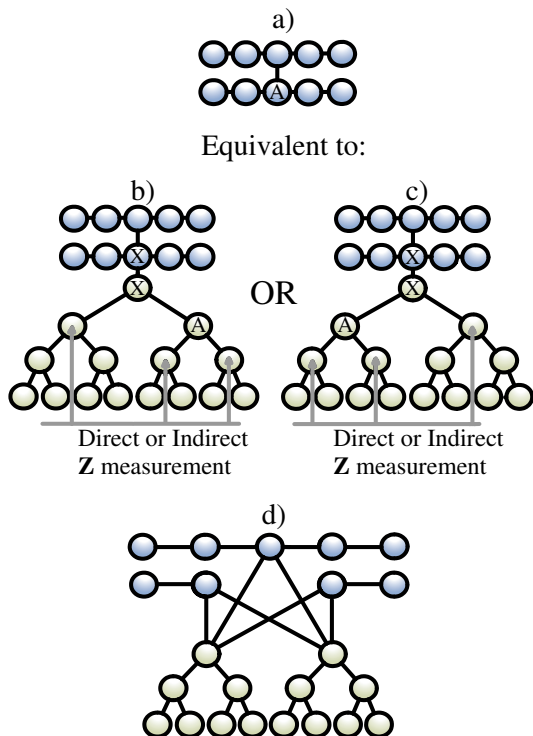 a)
A
Equivalent to:
b)
c)
X
X
X
X
OR
A
A
Direct or Indirect
Z measurement
Direct or Indirect
Z measurement
d)